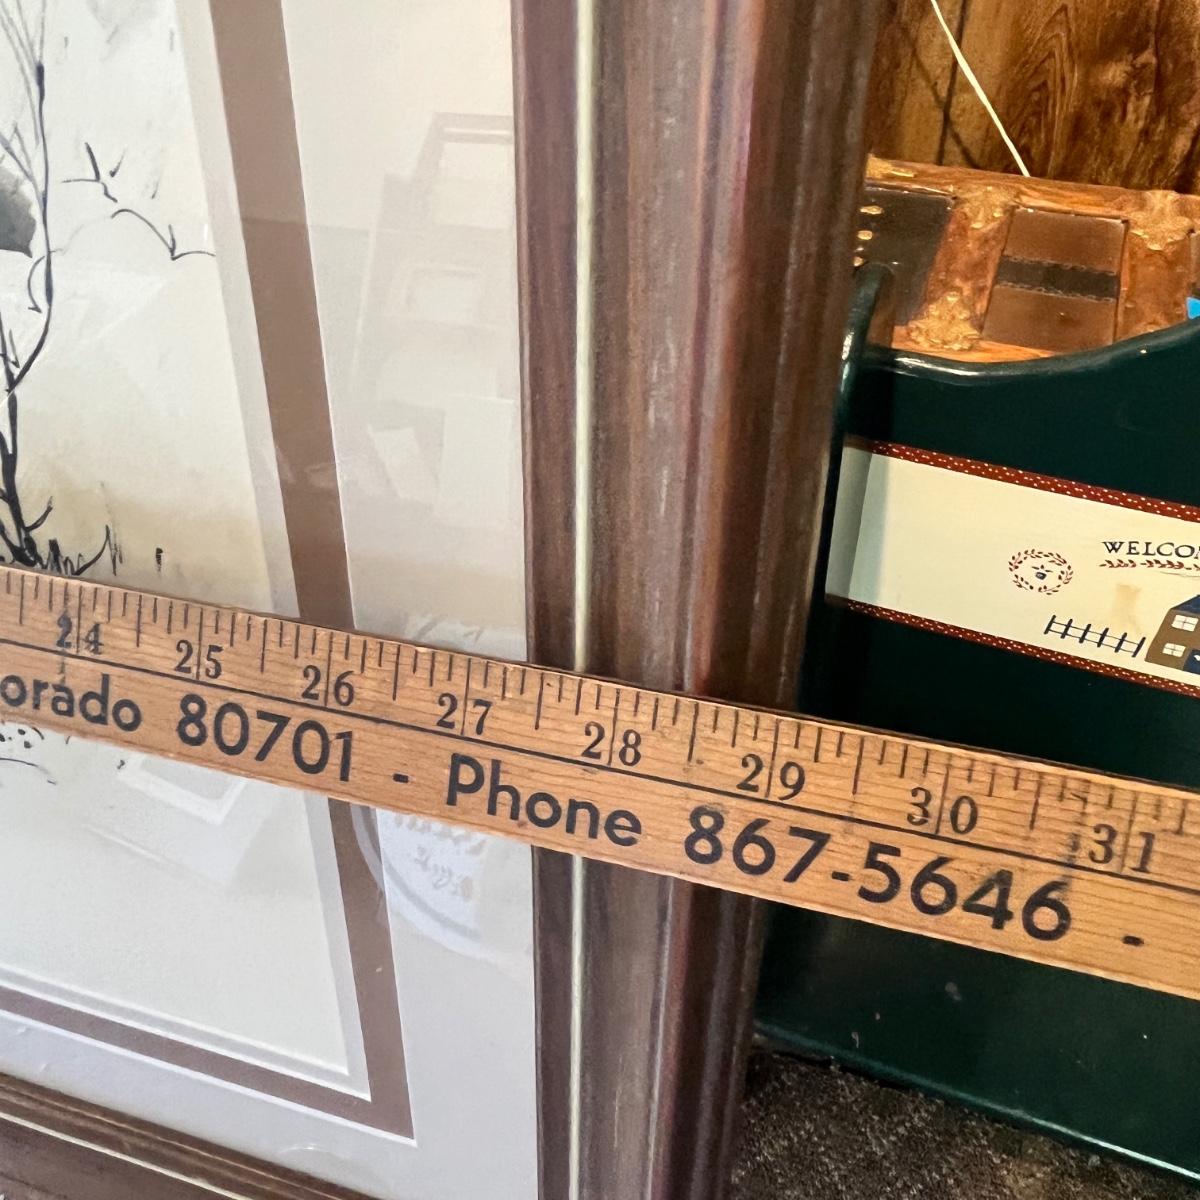 WELCO
24 25 26 27 28 29 30 31
orado 80701 - Phone 867-5646 -